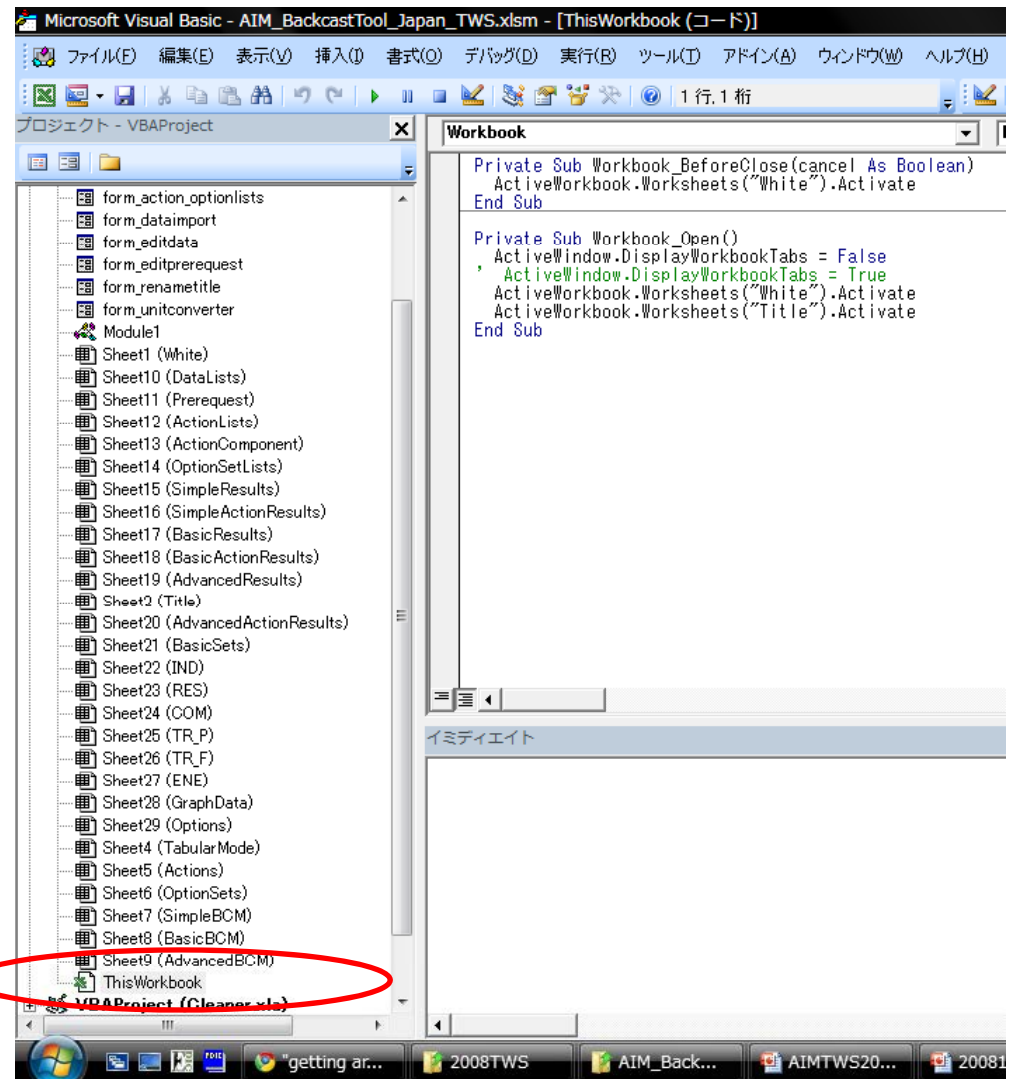 Microsoft Visual Basic - AIM_BackcastTool_Japan_TWS.xlsm - [ThisWorkbook (コード)]
ファイル(F) 編集(E) 表示(V) 挿入(I) 書式(O) デバッグ(D) 実行(R) ツール(T) アドイン(A) ウィンドウ(W) ヘルプ(H)
1 行, 1 桁
プロジェクト - VBAProject
form_action_optionlists
form_dataimport
form_editdata
form_editprerequest
form_renametitle
form_unitconverter
Module1
Sheet1 (White)
Sheet10 (DataLists)
Sheet11 (Prerequest)
Sheet12 (ActionLists)
Sheet13 (ActionComponent)
Sheet14 (OptionSetLists)
Sheet15 (SimpleResults)
Sheet16 (SimpleActionResults)
Sheet17 (BasicResults)
Sheet18 (BasicActionResults)
Sheet19 (AdvancedResults)
Sheet2 (Title)
Sheet20 (AdvancedActionResults)
Sheet21 (BasicSets)
Sheet22 (IND)
Sheet23 (RES)
Sheet24 (COM)
Sheet25 (TR_P)
Sheet26 (TR_F)
Sheet27 (ENE)
Sheet28 (GraphData)
Sheet29 (Options)
Sheet4 (TabularMode)
Sheet5 (Actions)
Sheet6 (OptionSets)
Sheet7 (SimpleBCM)
Sheet8 (BasicBCM)
Sheet9 (AdvancedBCM)
ThisWorkbook
VBAProject (Cleaner.xla)
Workbook
Private Sub Workbook_BeforeClose(cancel As Boolean)
ActiveWorkbook.Worksheets("White").Activate
End Sub
Private Sub Workbook_Open()
ActiveWindow.DisplayWorkbookTabs = False
' ActiveWindow.DisplayWorkbookTabs = True
ActiveWorkbook.Worksheets("White").Activate
ActiveWorkbook.Worksheets("Title").Activate
End Sub
イミディエイト
PDIC
"getting ar...
2008TWS
AIM_Back...
AIMTWS20...
20081